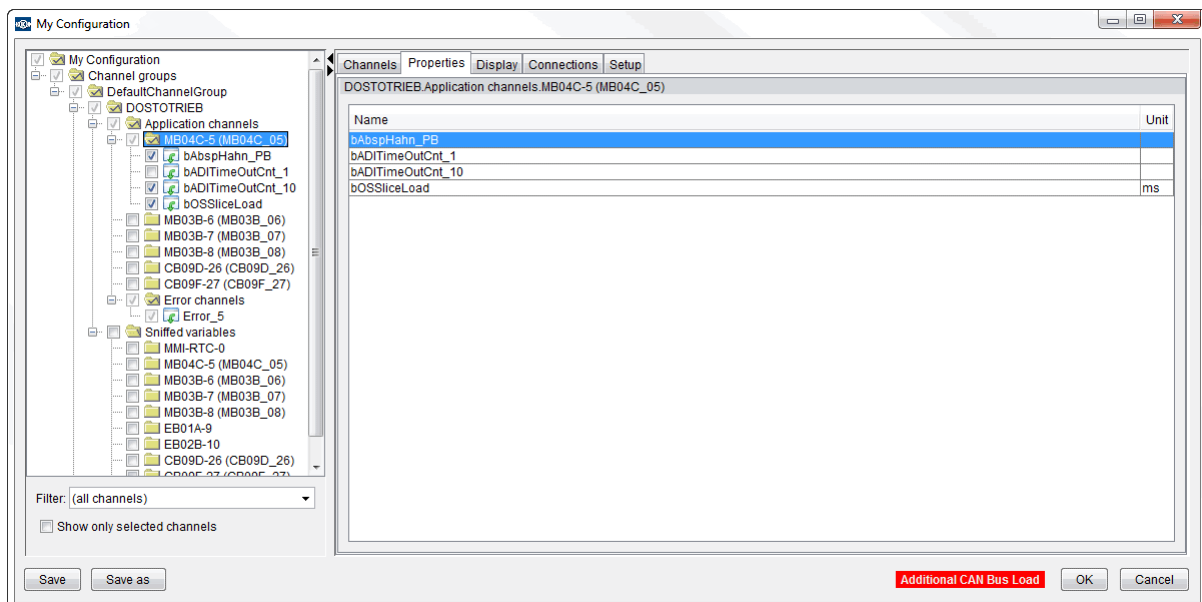 My Configuration
My Configuration
Channel groups
DefaultChannelGroup
DOSTOTRIEB
Application channels
MB04C-5 (MB04C_05)
bAbspHahn_PB
bADITimeOutCnt_1
bADITimeOutCnt_10
bOSSliceLoad
MB03B-6 (MB03B_06)
MB03B-7 (MB03B_07)
MB03B-8 (MB03B_08)
CB09D-26 (CB09D_26)
CB09F-27 (CB09F_27)
Error channels
Error_5
Sniffed variables
MMI-RTC-0
MB04C-5 (MB04C_05)
MB03B-6 (MB03B_06)
MB03B-7 (MB03B_07)
MB03B-8 (MB03B_08)
EB01A-9
EB02B-10
CB09D-26 (CB09D_26)
CB09F-27 (CB09F_27)
Filter: (all channels)
Show only selected channels
Channels Properties Display Connections Setup
DOSTOTRIEB.Application channels.MB04C-5 (MB04C_05)
Name Unit
bAbspHahn_PB
bADITimeOutCnt_1
bADITimeOutCnt_10
bOSSliceLoad ms
Save Save as Additional CAN Bus Load OK Cancel